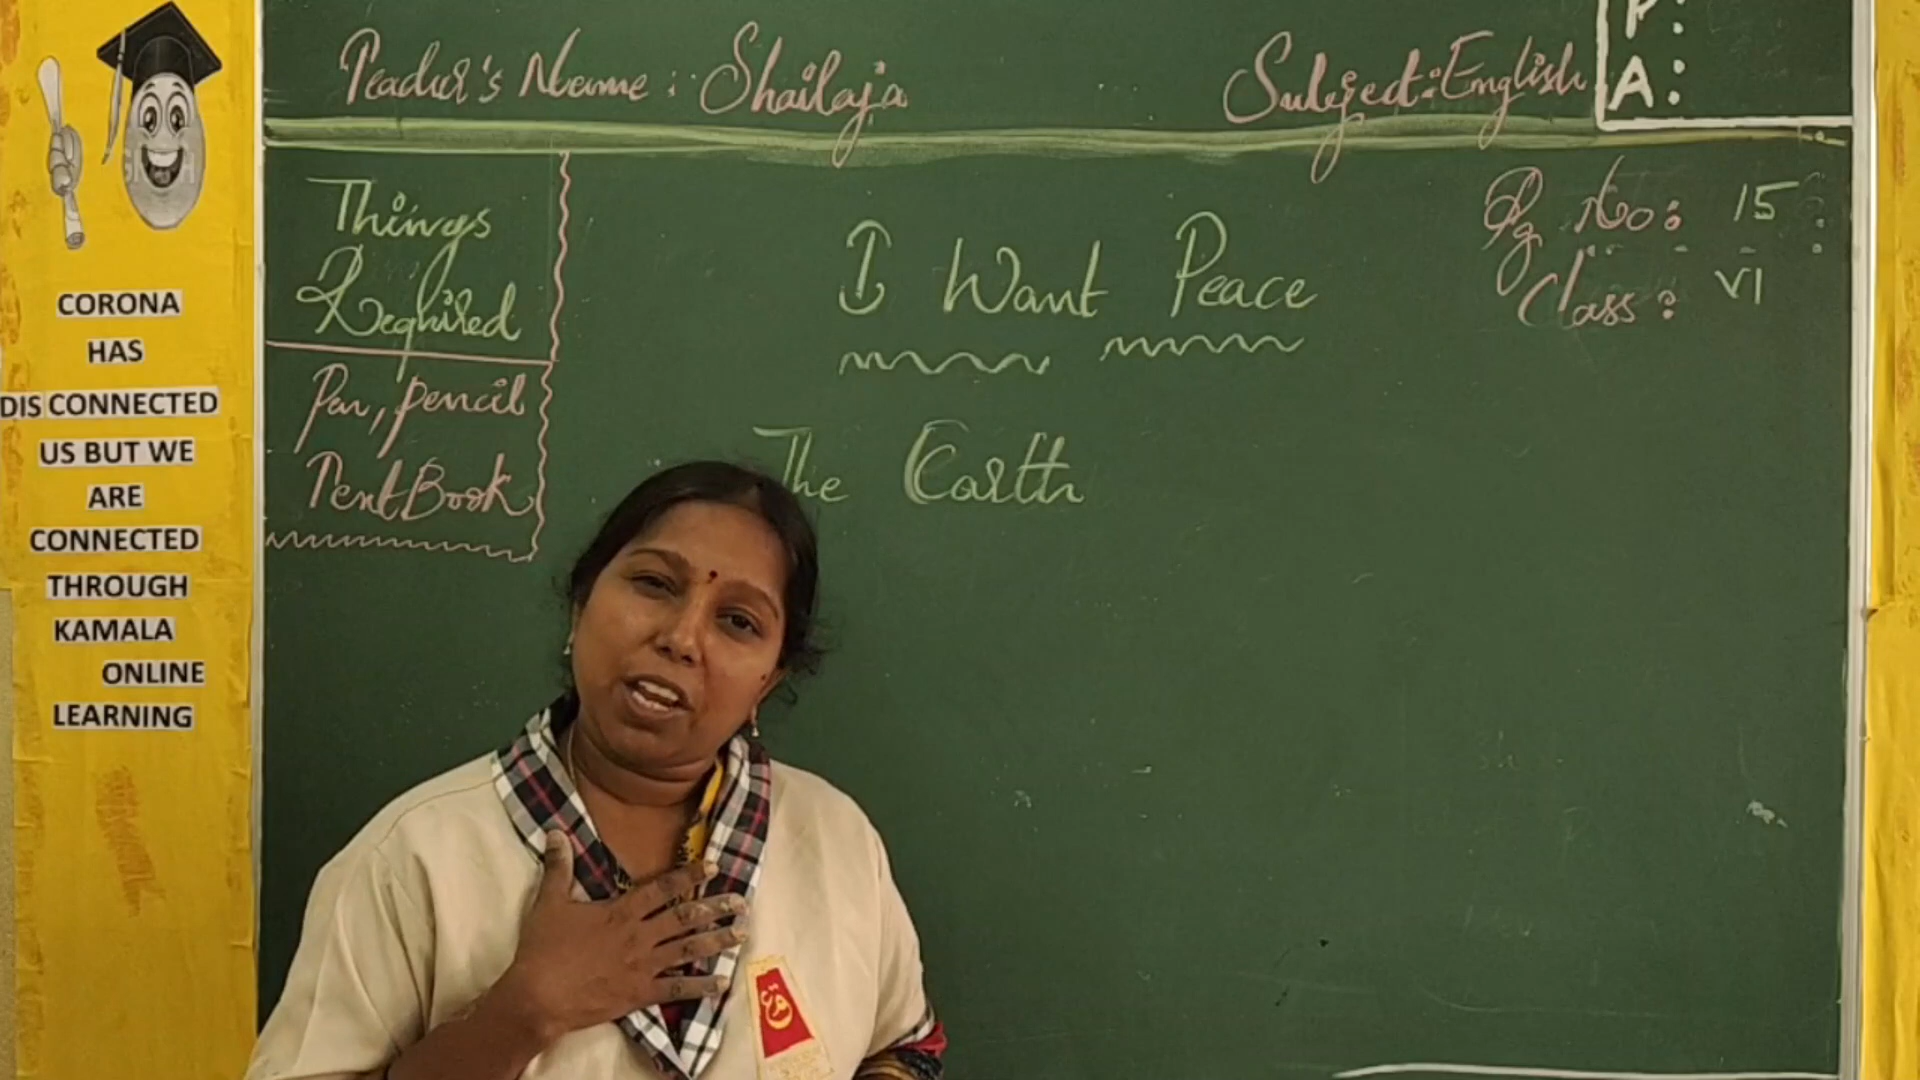 Teacher's Name : Shailaja
Subject : English
P :
A :
Things
Required
Pen, pencil
Text Book
I Want Peace
Pg No : 15
Class : VI
The Earth
CORONA
HAS
DIS CONNECTED
US BUT WE
ARE
CONNECTED
THROUGH
KAMALA
ONLINE
LEARNING